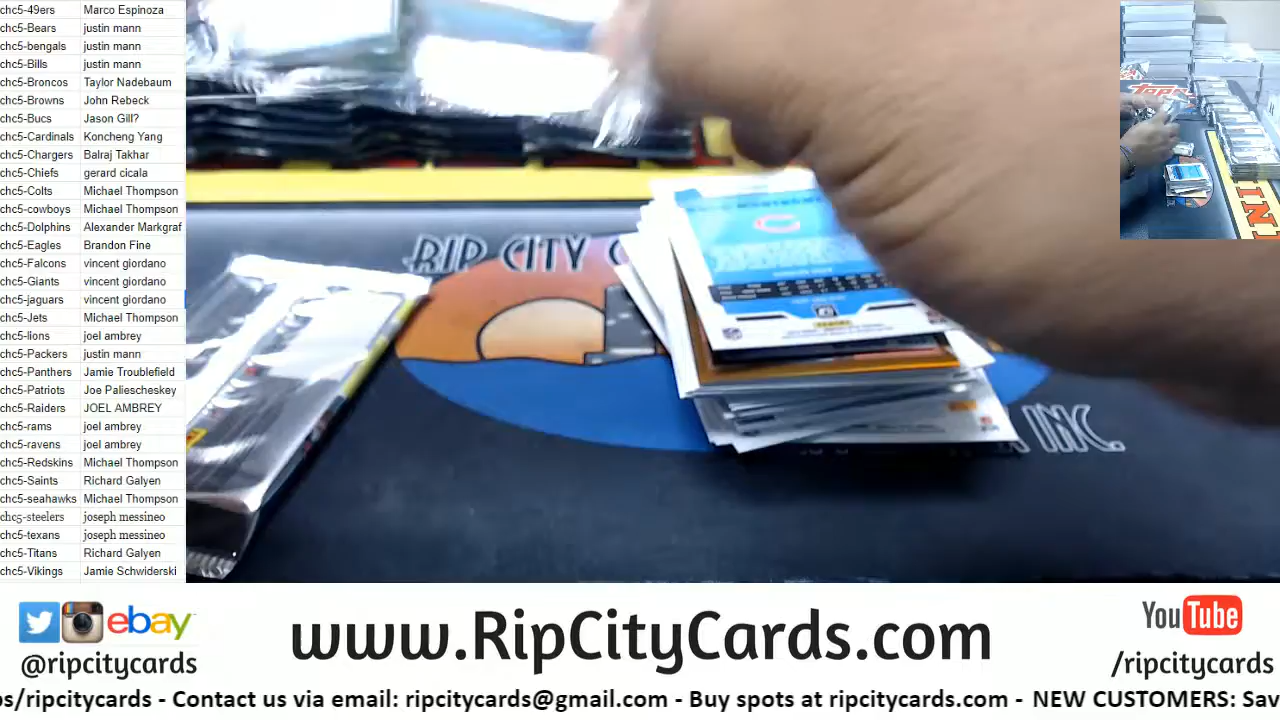 chc5-49ers Marco Espinoza
chc5-Bears justin mann
chc5-bengals justin mann
chc5-Bills justin mann
chc5-Broncos Taylor Nadebaum
chc5-Browns John Rebeck
chc5-Bucs Jason Gill?
chc5-Cardinals Koncheng Yang
chc5-Chargers Balraj Takhar
chc5-Chiefs gerard cicala
chc5-Colts Michael Thompson
chc5-cowboys Michael Thompson
chc5-Dolphins Alexander Markgraf
chc5-Eagles Brandon Fine
chc5-Falcons vincent giordano
chc5-Giants vincent giordano
chc5-jaguars vincent giordano
chc5-Jets Michael Thompson
chc5-lions joel ambrey
chc5-Packers justin mann
chc5-Panthers Jamie Troublefield
chc5-Patriots Joe Paliescheskey
chc5-Raiders JOEL AMBREY
chc5-rams joel ambrey
chc5-ravens joel ambrey
chc5-Redskins Michael Thompson
chc5-Saints Richard Galyen
chc5-seahawks Michael Thompson
chc5-steelers joseph messineo
chc5-texans joseph messineo
chc5-Titans Richard Galyen
chc5-Vikings Jamie Schwiderski
RIP CITY C
INC.
Topps
ebay
@ripcitycards
www.RipCityCards.com
YouTube
/ripcitycards
os/ripcitycards - Contact us via email: ripcitycards@gmail.com - Buy spots at ripcitycards.com - NEW CUSTOMERS: Sav